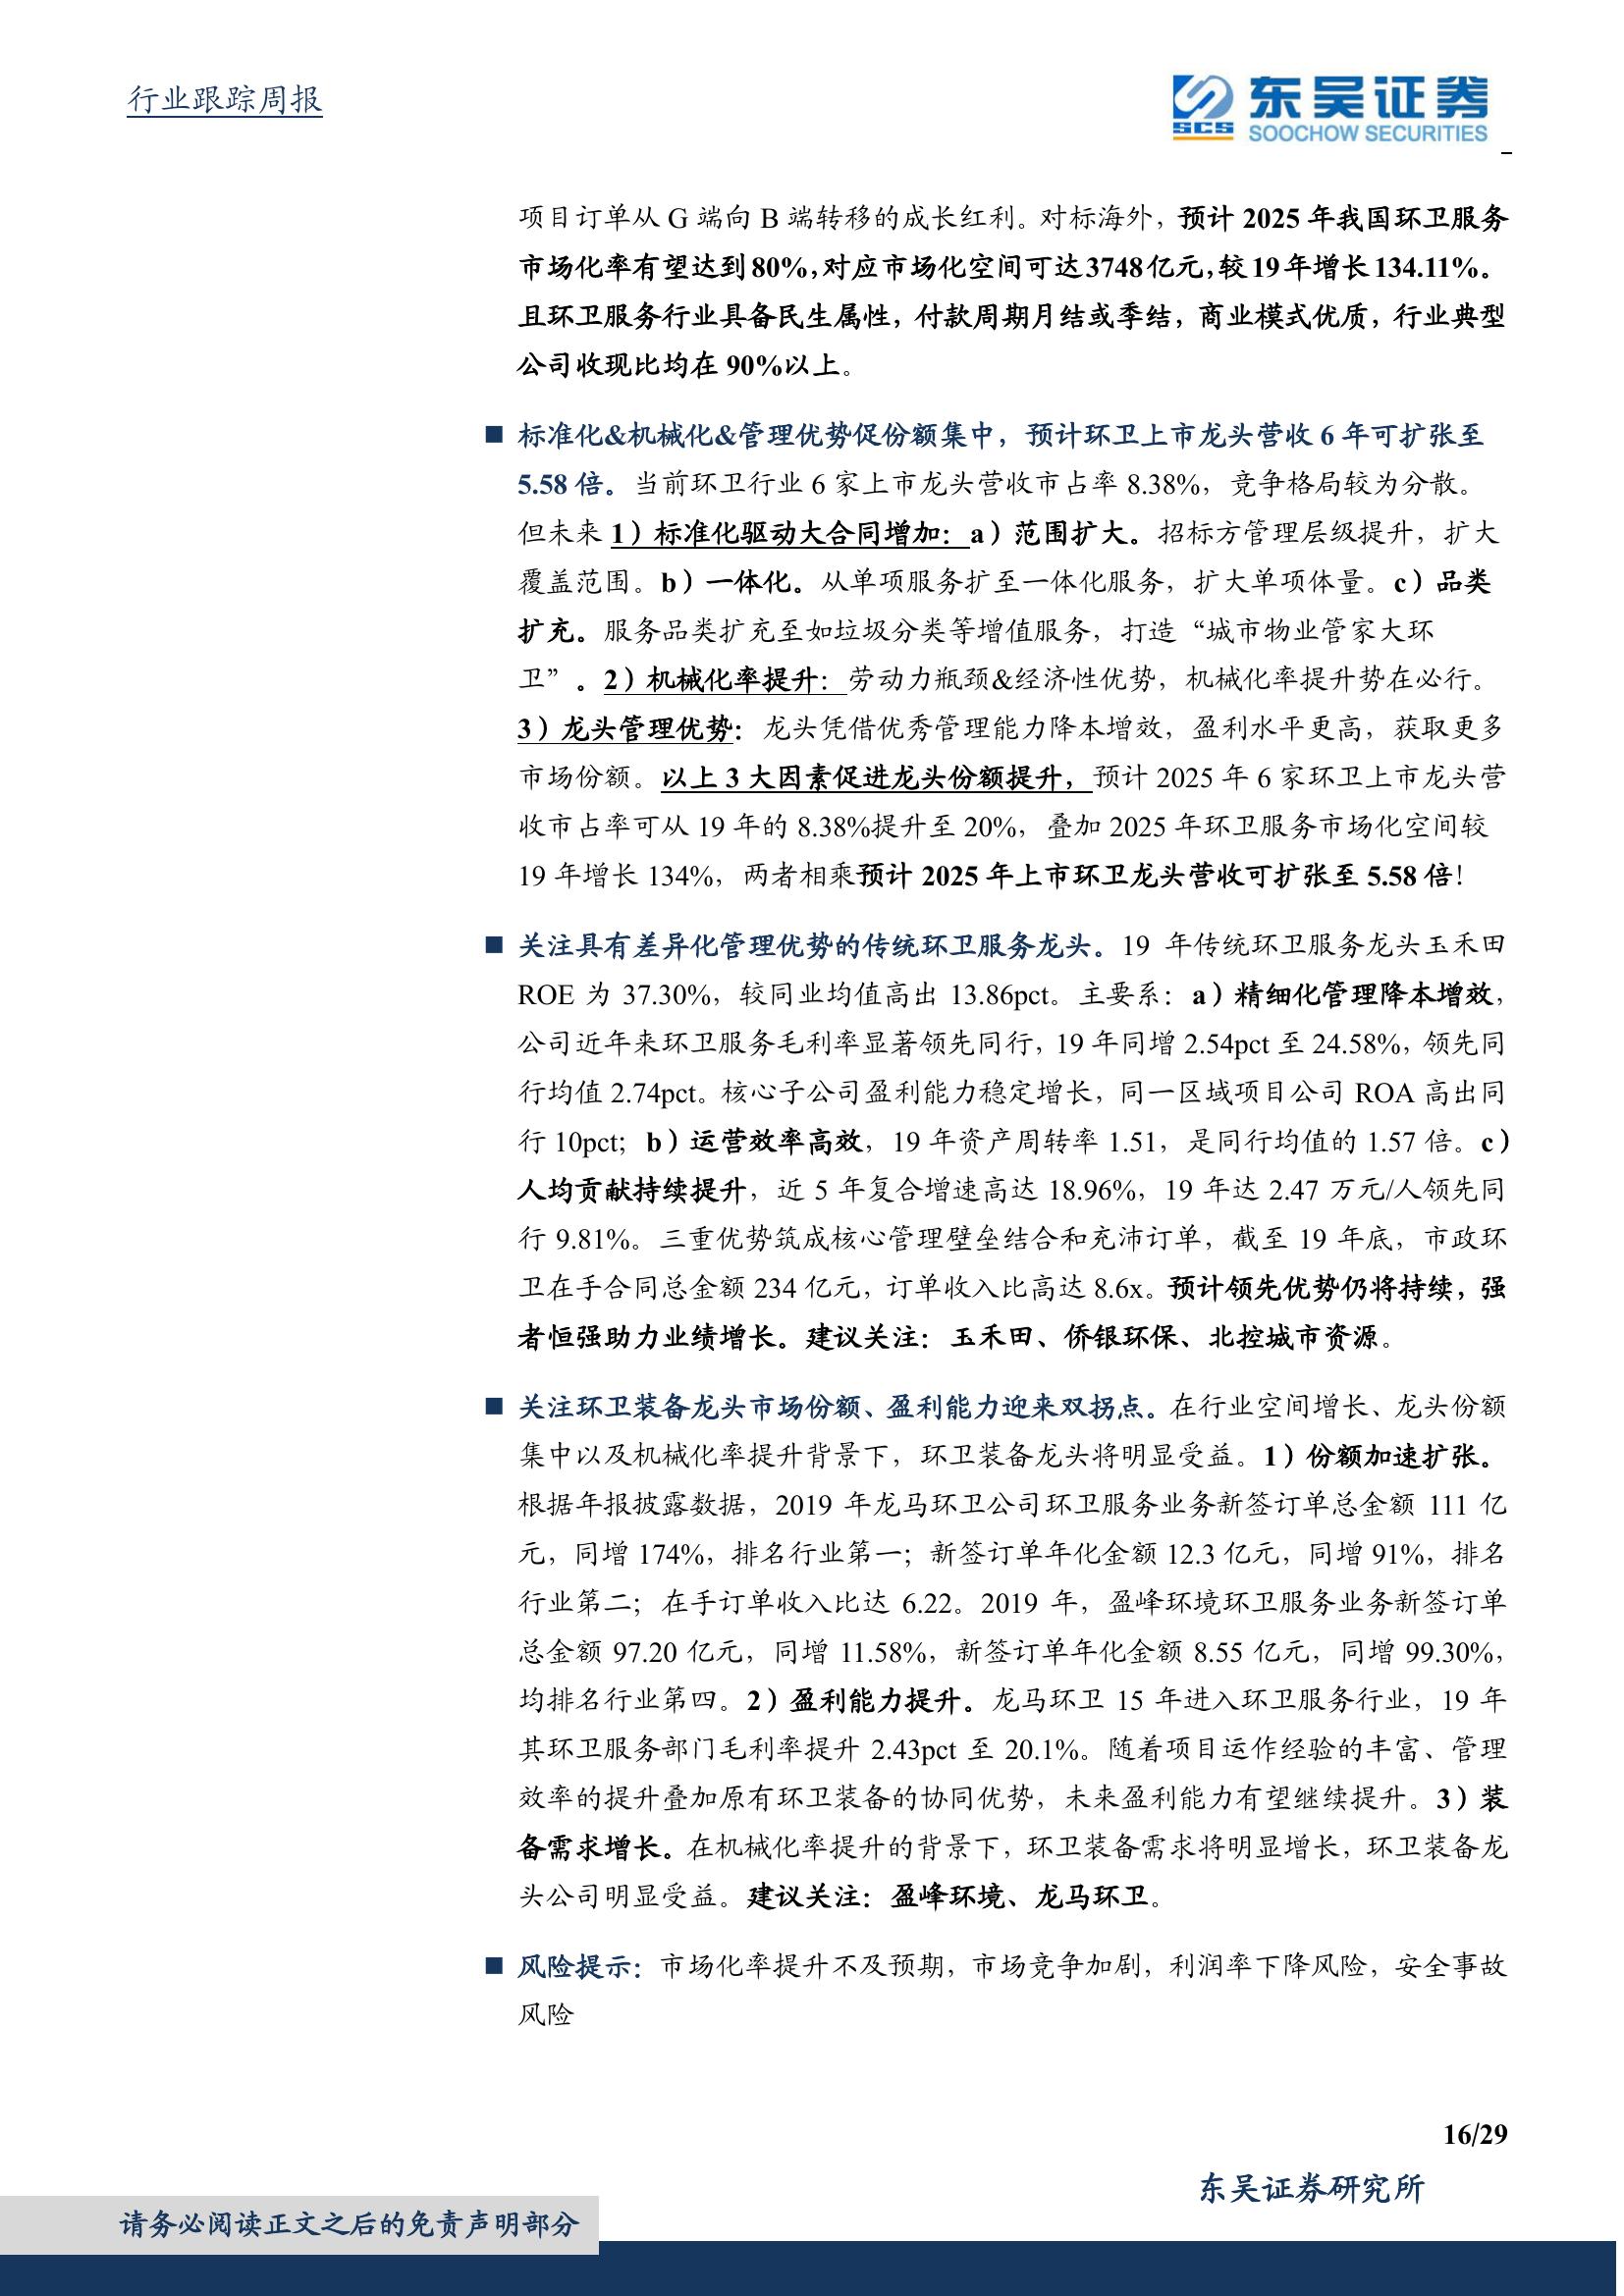 行业跟踪周报
东吴证券
SCS
SOOCHOW SECURITIES
项目订单从 G 端向 B 端转移的成长红利。对标海外，预计 2025 年我国环卫服务
市场化率有望达到 80%，对应市场化空间可达 3748 亿元，较 19 年增长 134.11%。
且环卫服务行业具备民生属性，付款周期月结或季结，商业模式优质，行业典型
公司收现比均在 90%以上。
■ 标准化&机械化&管理优势促份额集中，预计环卫上市龙头营收 6 年可扩张至
5.58 倍。当前环卫行业 6 家上市龙头营收市占率 8.38%，竞争格局较为分散。
但未来 1）标准化驱动大合同增加：a）范围扩大。招标方管理层级提升，扩大
覆盖范围。b）一体化。从单项服务扩至一体化服务，扩大单项体量。c）品类
扩充。服务品类扩充至如垃圾分类等增值服务，打造“城市物业管家大环
卫”。2）机械化率提升：劳动力瓶颈&经济性优势，机械化率提升势在必行。
3）龙头管理优势：龙头凭借优秀管理能力降本增效，盈利水平更高，获取更多
市场份额。以上 3 大因素促进龙头份额提升，预计 2025 年 6 家环卫上市龙头营
收市占率可从 19 年的 8.38%提升至 20%，叠加 2025 年环卫服务市场化空间较
19 年增长 134%，两者相乘预计 2025 年上市环卫龙头营收可扩张至 5.58 倍！
■ 关注具有差异化管理优势的传统环卫服务龙头。19 年传统环卫服务龙头玉禾田
ROE 为 37.30%，较同业均值高出 13.86pct。主要系：a）精细化管理降本增效，
公司近年来环卫服务毛利率显著领先同行，19 年同增 2.54pct 至 24.58%，领先同
行均值 2.74pct。核心子公司盈利能力稳定增长，同一区域项目公司 ROA 高出同
行 10pct；b）运营效率高效，19 年资产周转率 1.51，是同行均值的 1.57 倍。c）
人均贡献持续提升，近 5 年复合增速高达 18.96%，19 年达 2.47 万元/人领先同
行 9.81%。三重优势筑成核心管理壁垒结合和充沛订单，截至 19 年底，市政环
卫在手合同总金额 234 亿元，订单收入比高达 8.6x。预计领先优势仍将持续，强
者恒强助力业绩增长。建议关注：玉禾田、侨银环保、北控城市资源。
■ 关注环卫装备龙头市场份额、盈利能力迎来双拐点。在行业空间增长、龙头份额
集中以及机械化率提升背景下，环卫装备龙头将明显受益。1）份额加速扩张。
根据年报披露数据，2019 年龙马环卫公司环卫服务业务新签订单总金额 111 亿
元，同增 174%，排名行业第一；新签订单年化金额 12.3 亿元，同增 91%，排名
行业第二；在手订单收入比达 6.22。2019 年，盈峰环境环卫服务业务新签订单
总金额 97.20 亿元，同增 11.58%，新签订单年化金额 8.55 亿元，同增 99.30%，
均排名行业第四。2）盈利能力提升。龙马环卫 15 年进入环卫服务行业，19 年
其环卫服务部门毛利率提升 2.43pct 至 20.1%。随着项目运作经验的丰富、管理
效率的提升叠加原有环卫装备的协同优势，未来盈利能力有望继续提升。3）装
备需求增长。在机械化率提升的背景下，环卫装备需求将明显增长，环卫装备龙
头公司明显受益。建议关注：盈峰环境、龙马环卫。
■ 风险提示：市场化率提升不及预期，市场竞争加剧，利润率下降风险，安全事故
风险
16/29
东吴证券研究所
请务必阅读正文之后的免责声明部分